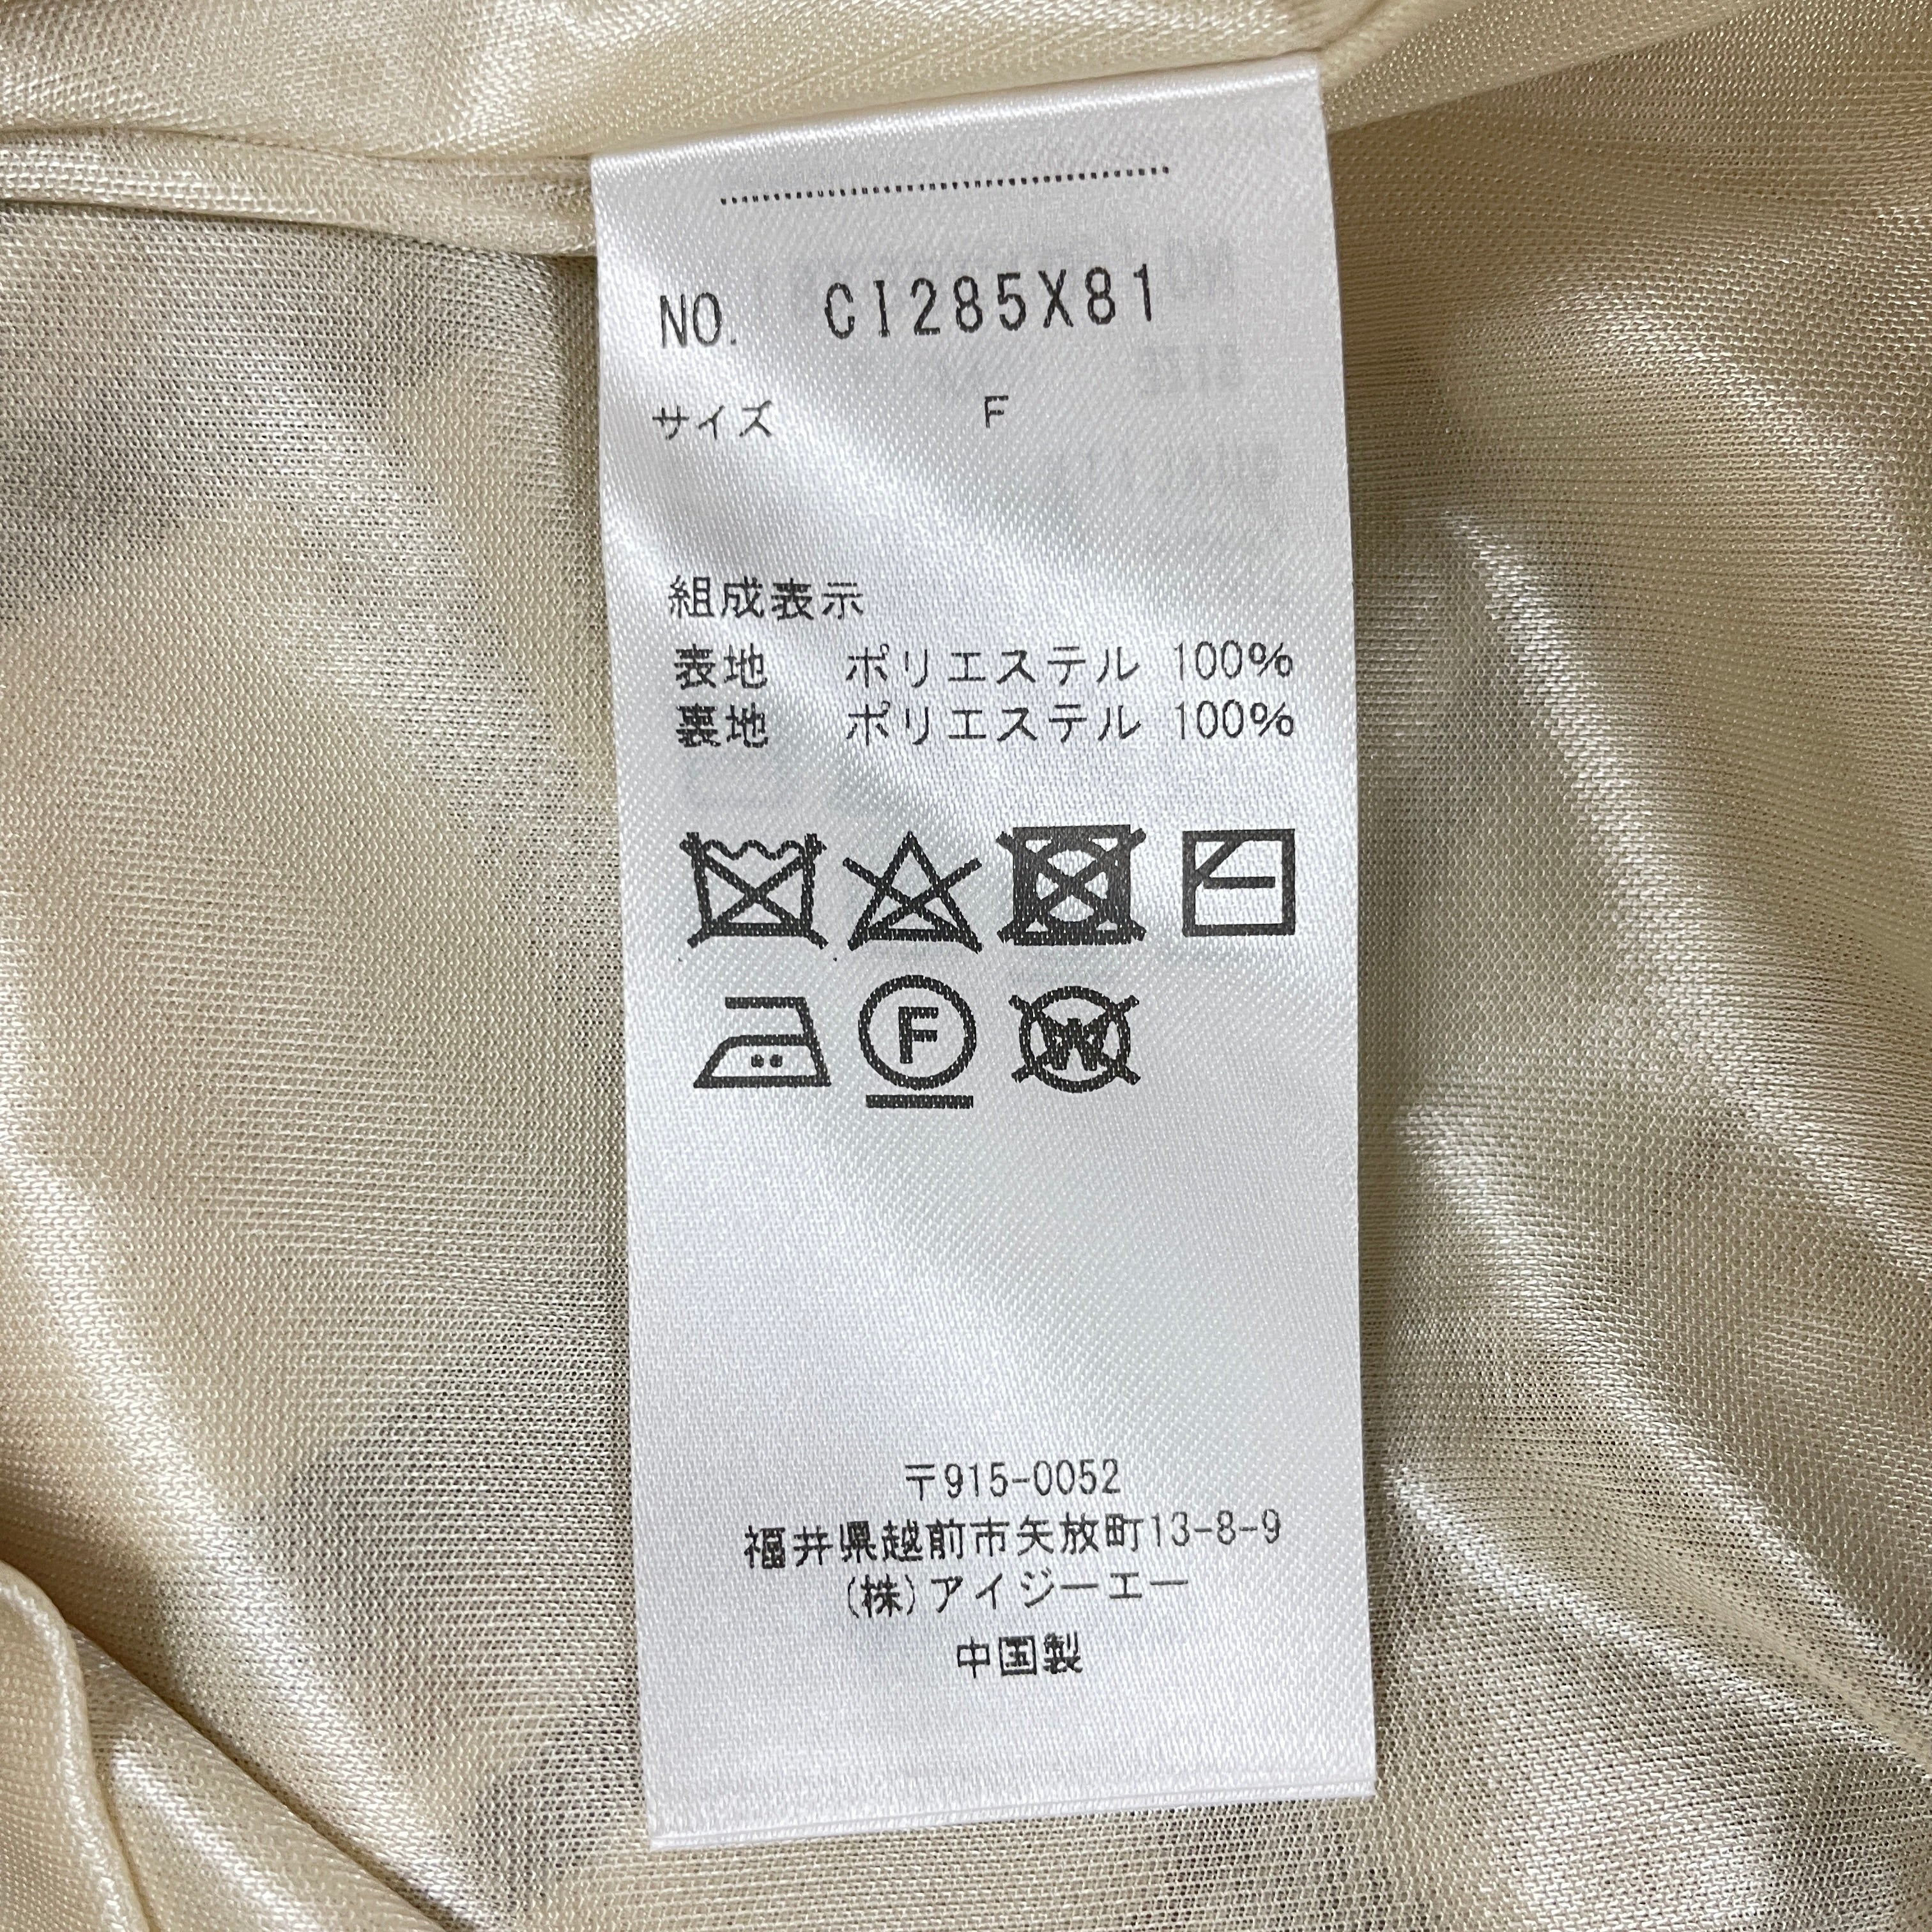 NO. CI285X81
サイズ F
組成表示
表地 ポリエステル 100%
裏地 ポリエステル 100%
F
W
〒915-0052
福井県越前市矢放町13-8-9
(株)アイジーエー
中国製